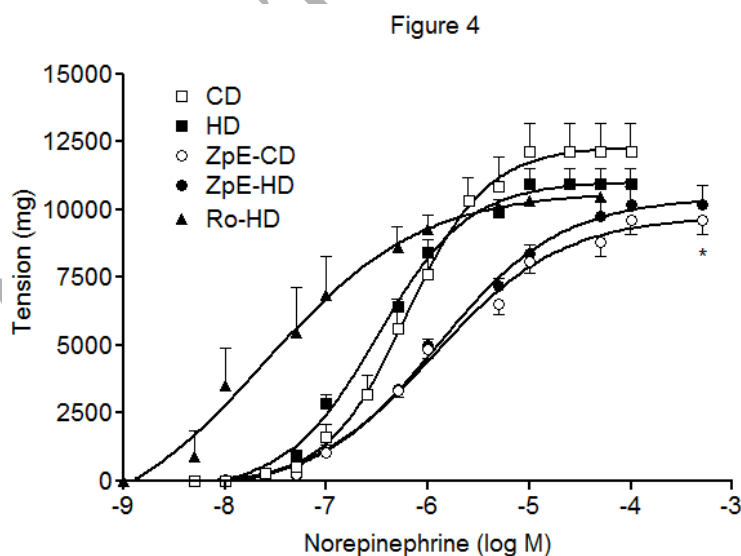 Figure 4
15000
12500
10000
7500
5000
2500
0
Tension (mg)
CD
HD
ZpE-CD
ZpE-HD
Ro-HD
*
-9 -8 -7 -6 -5 -4 -3
Norepinephrine (log M)